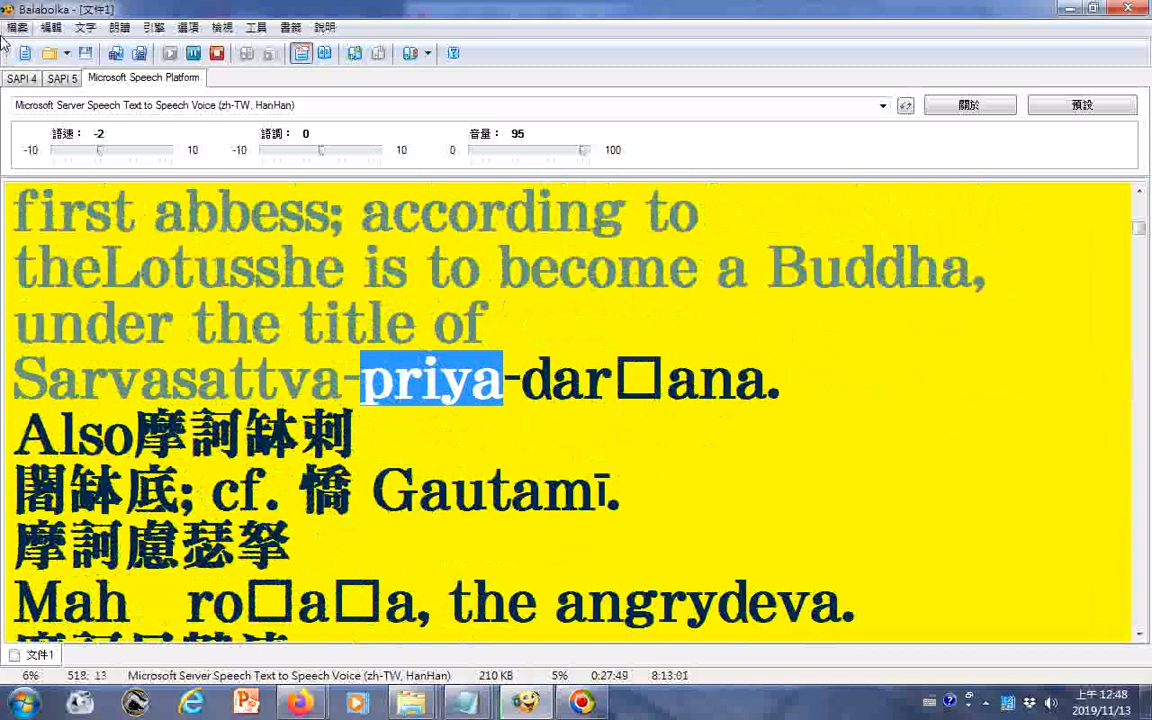 Balabolka - [文件1]
檔案 編輯 文字 朗讀 引擎 選項 檢視 工具 書籤 說明
SAPI 4 SAPI 5 Microsoft Speech Platform
Microsoft Server Speech Text to Speech Voice (zh-TW, HanHan) 關於 預設
語速： -2 語調： 0 音量： 95
-10 10 -10 10 0 100
first abbess; according to
theLotusshe is to become a Buddha,
under the title of
Sarvasattva-priya-dar□ana.
Also摩訶缽剌
闍缽底; cf. 憍 Gautamī.
摩訶盧瑟拏
Mah ro□a□a, the angrydeva.
文件1
6% 518: 13 Microsoft Server Speech Text to Speech Voice (zh-TW, HanHan) 210 KB 5% 0:27:49 8:13:01
上午 12:48
2019/11/13